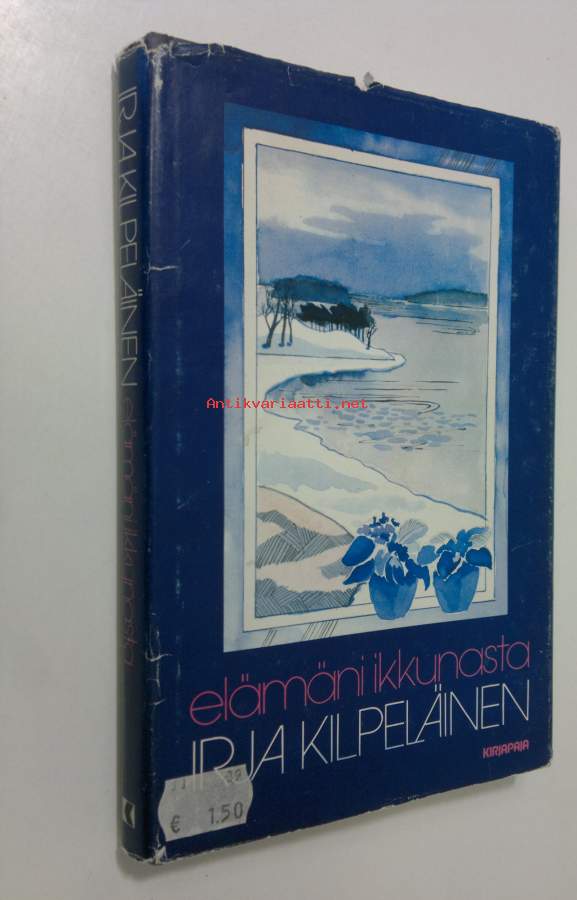 IRJA KILPELÄINEN elämäni ikkunasta
Antikvariaatti.net
elämäni ikkunasta
IRJA KILPELÄINEN
KIRJAPAJA
€ 1.50